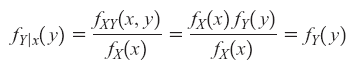 f_{Y|x}(y) = \frac{f_{XY}(x, y)}{f_X(x)} = \frac{f_X(x) f_Y(y)}{f_X(x)} = f_Y(y)